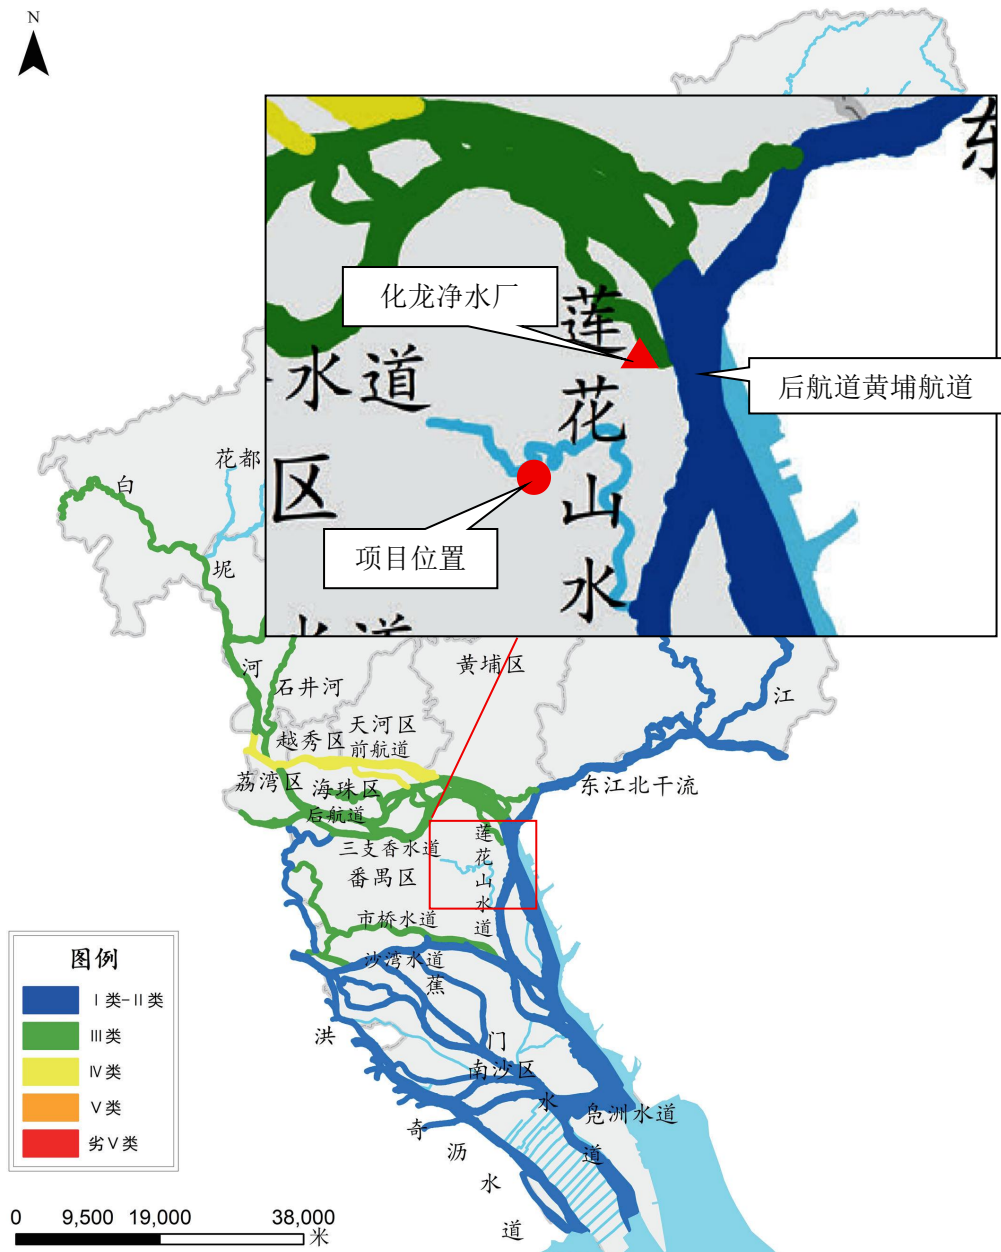 N
东
化龙净水厂
莲花山水
后航道黄埔航道
水道
区
项目位置
水道
花都
白
坭
河
石井河
黄埔区
江
越秀区
天河区
前航道
荔湾区
海珠区
后航道
东江北干流
三支香水道
莲花山水道
番禺区
市桥水道
沙湾水道
蕉
门
水
道
洪
奇
沥
水
道
南沙区
凫洲水道
图例
Ⅰ类-Ⅱ类
Ⅲ类
Ⅳ类
Ⅴ类
劣Ⅴ类
0 9,500 19,000 38,000
米